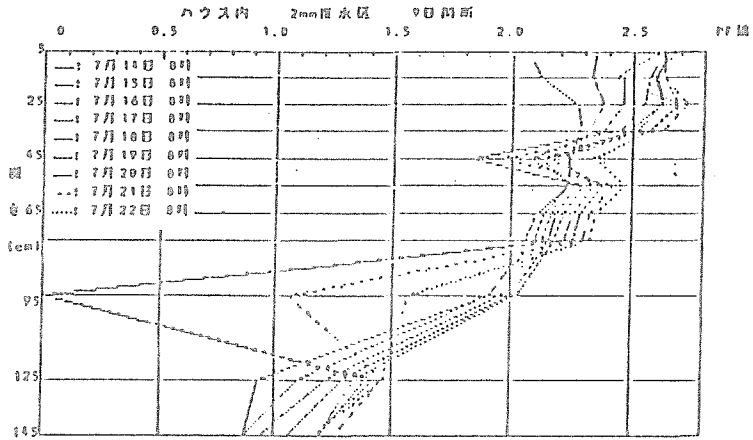 ハウス内 2mm灌水区 9日間断
0 0.5 1.0 1.5 2.0 2.5 PF値
5
25
45
65
(cm)
95
125
145
7月14日 8時
7月15日 8時
7月16日 8時
7月17日 8時
7月18日 8時
7月19日 8時
7月20日 8時
7月21日 8時
7月22日 8時